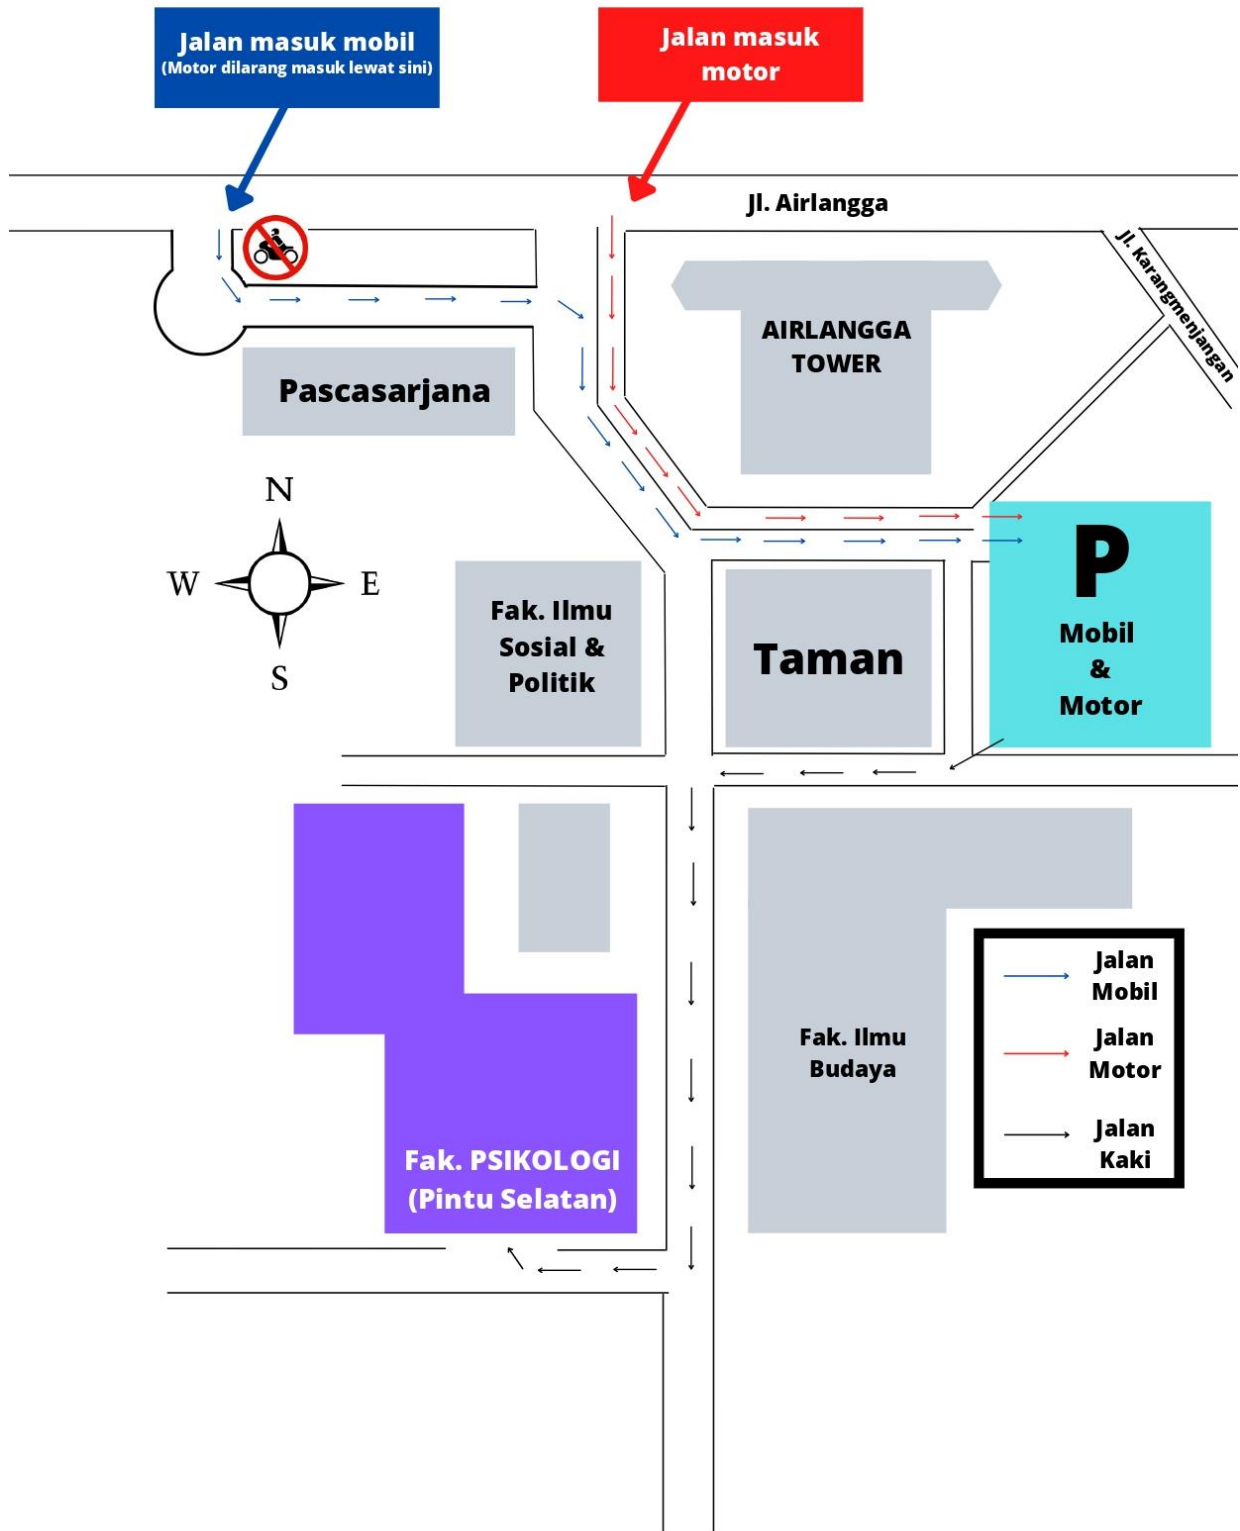 Jalan masuk mobil
(Motor dilarang masuk lewat sini)
Jalan masuk
motor
Jl. Airlangga
Jl. Karangmenjangan
AIRLANGGA
TOWER
Pascasarjana
N
W
E
S
P
Mobil
&
Motor
Fak. Ilmu
Sosial &
Politik
Taman
Fak. Ilmu
Budaya
Jalan
Mobil
Jalan
Motor
Jalan
Kaki
Fak. PSIKOLOGI
(Pintu Selatan)